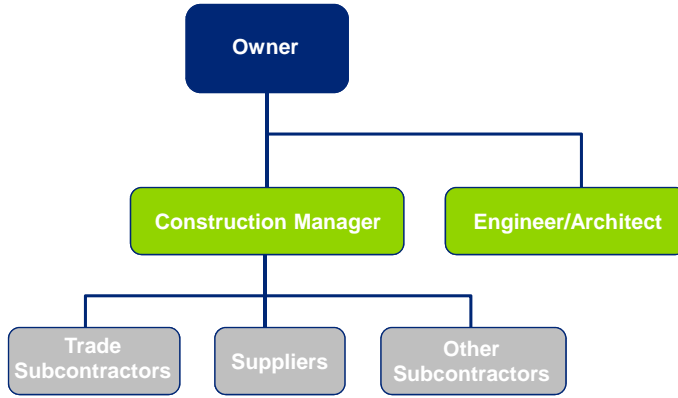 Owner
Construction Manager
Engineer/Architect
Trade
Subcontractors
Suppliers
Other
Subcontractors